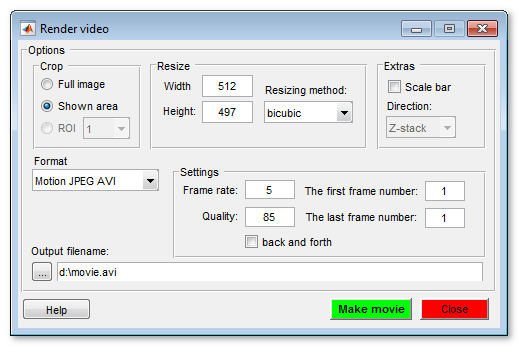 Render video
Options
Crop
Full image
Shown area
ROI 1
Resize
Width 512
Height: 497
Resizing method:
bicubic
Extras
Scale bar
Direction:
Z-stack
Format
Motion JPEG AVI
Settings
Frame rate: 5 The first frame number: 1
Quality: 85 The last frame number: 1
back and forth
Output filename:
... d:\movie.avi
Help Make movie Close